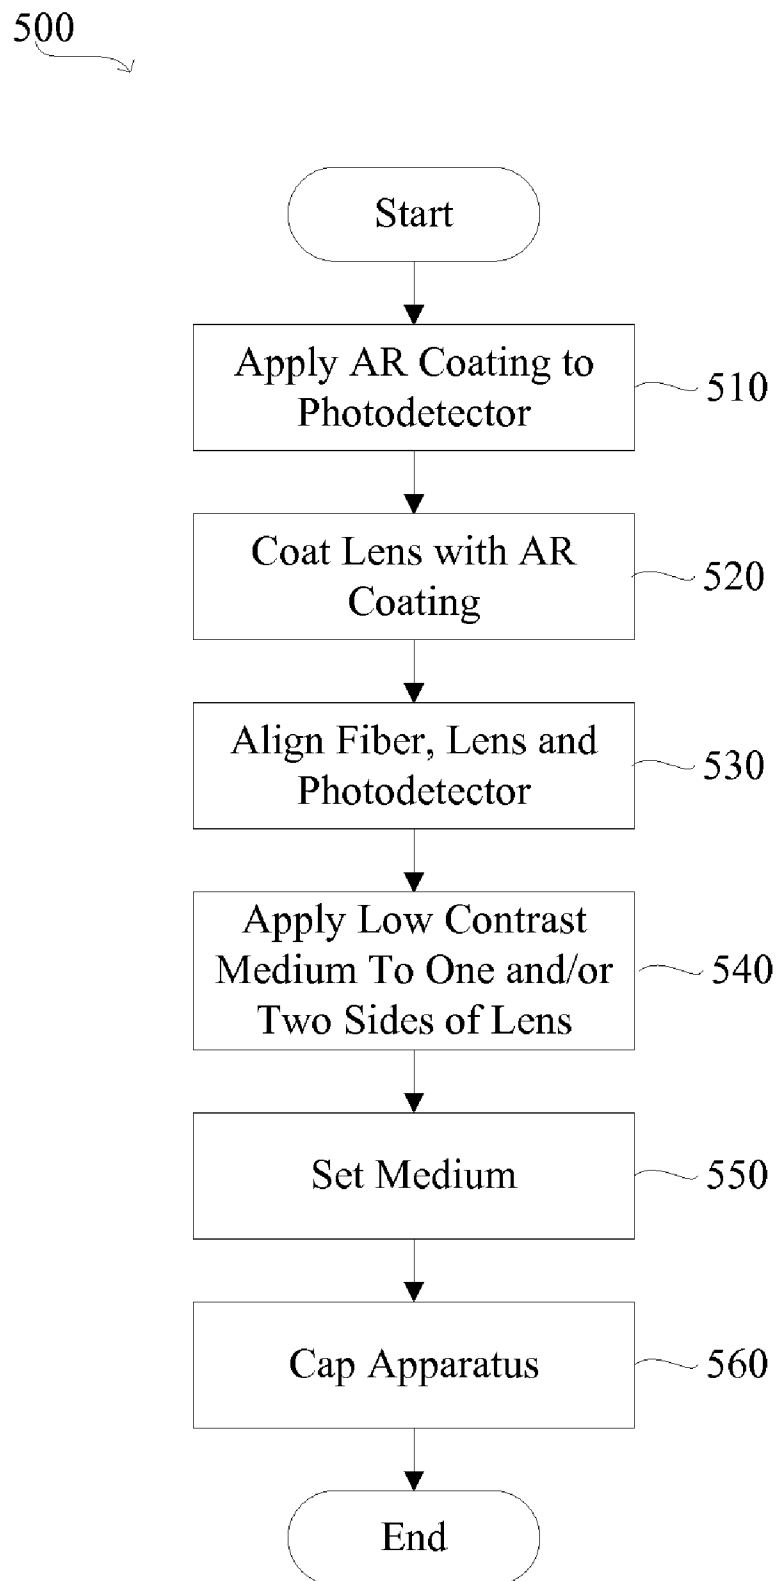 500
Start
Apply AR Coating to
Photodetector
510
Coat Lens with AR
Coating
520
Align Fiber, Lens and
Photodetector
530
Apply Low Contrast
Medium To One and/or
Two Sides of Lens
540
Set Medium
550
Cap Apparatus
560
End